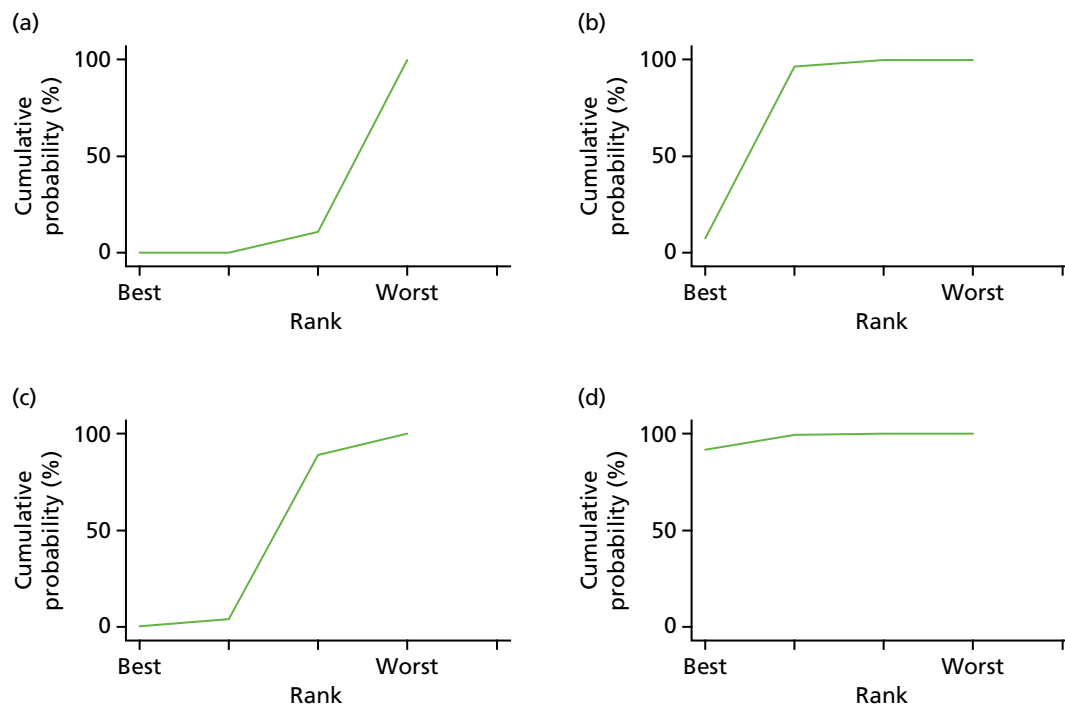 (a)
100
50
0
Cumulative
probability (%)
Best
Worst
Rank
(b)
100
50
0
Cumulative
probability (%)
Best
Worst
Rank
(c)
100
50
0
Cumulative
probability (%)
Best
Worst
Rank
(d)
100
50
0
Cumulative
probability (%)
Best
Worst
Rank